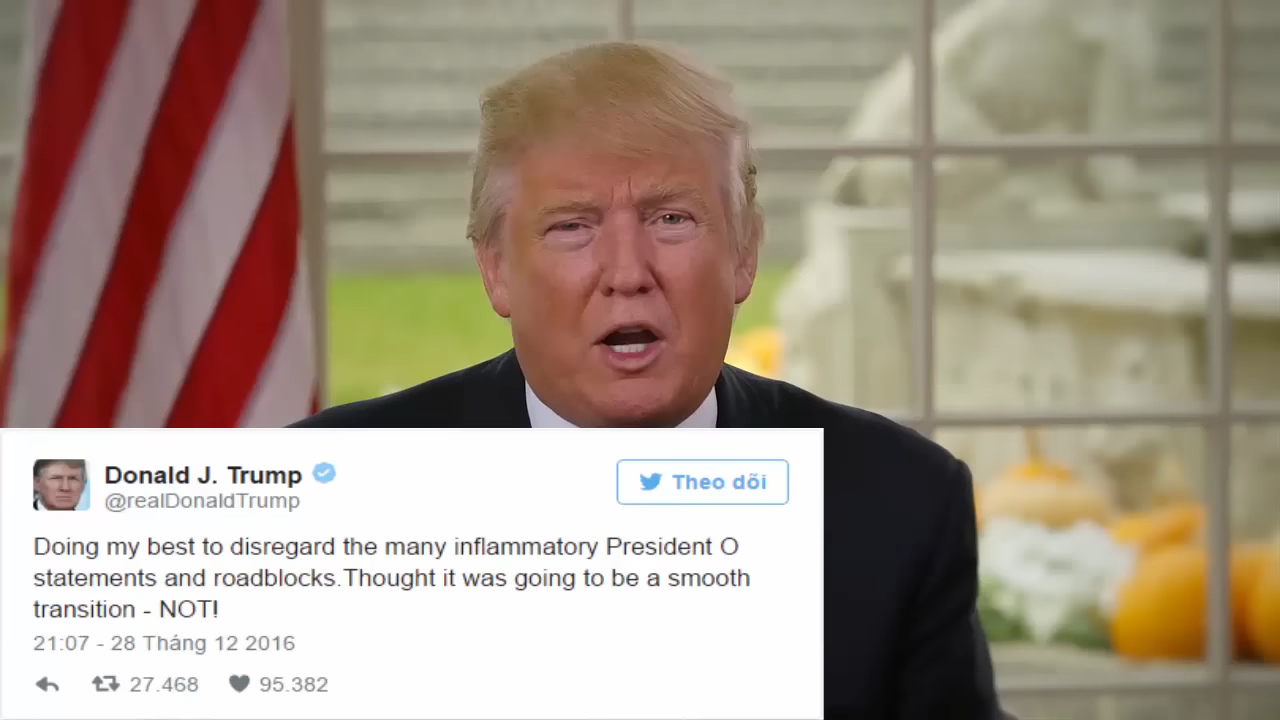 Donald J. Trump
@realDonaldTrump
Theo dõi
Doing my best to disregard the many inflammatory President O
statements and roadblocks.Thought it was going to be a smooth
transition - NOT!
21:07 - 28 Tháng 12 2016
27.468 95.382